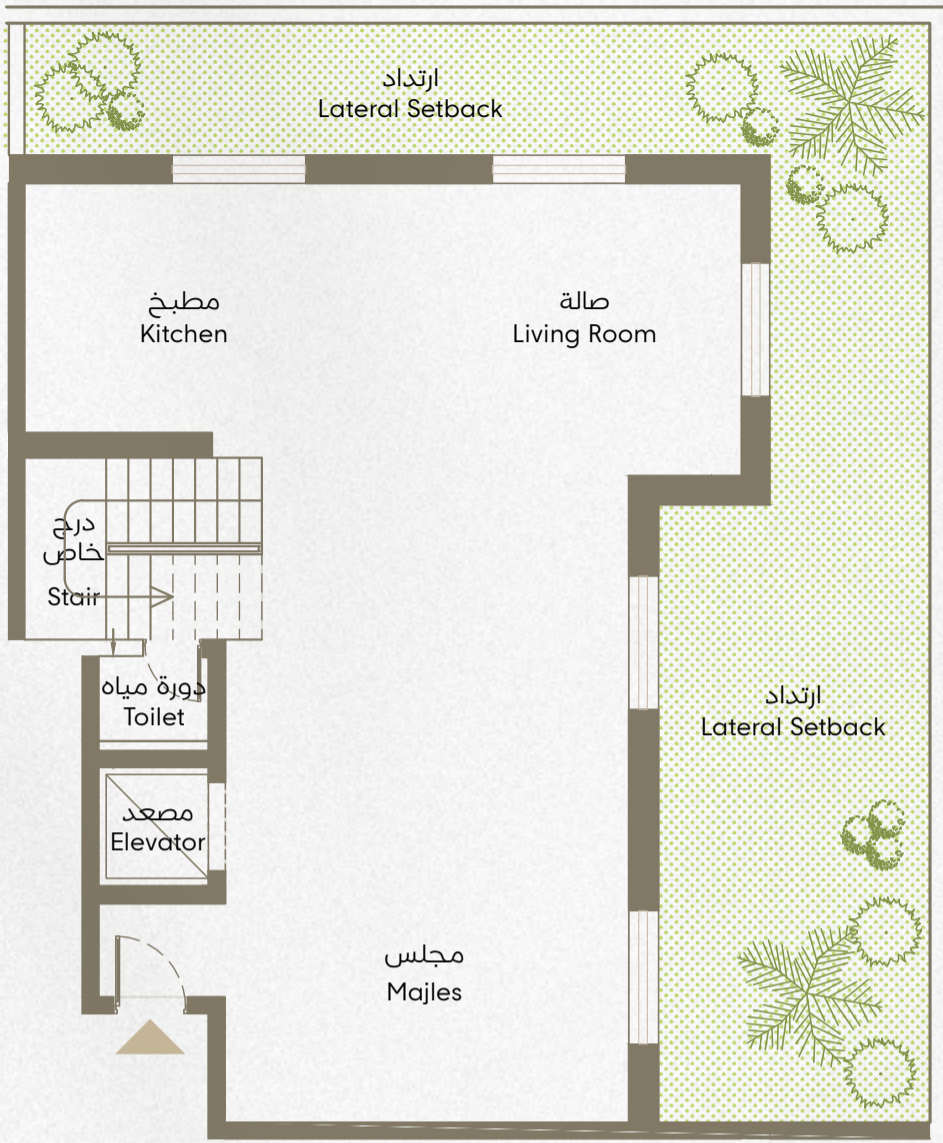 ارتداد
Lateral Setback
مطبخ
Kitchen
صالة
Living Room
درج
خاص
Stair
دورة مياه
Toilet
ارتداد
Lateral Setback
مصعد
Elevator
مجلس
Majles